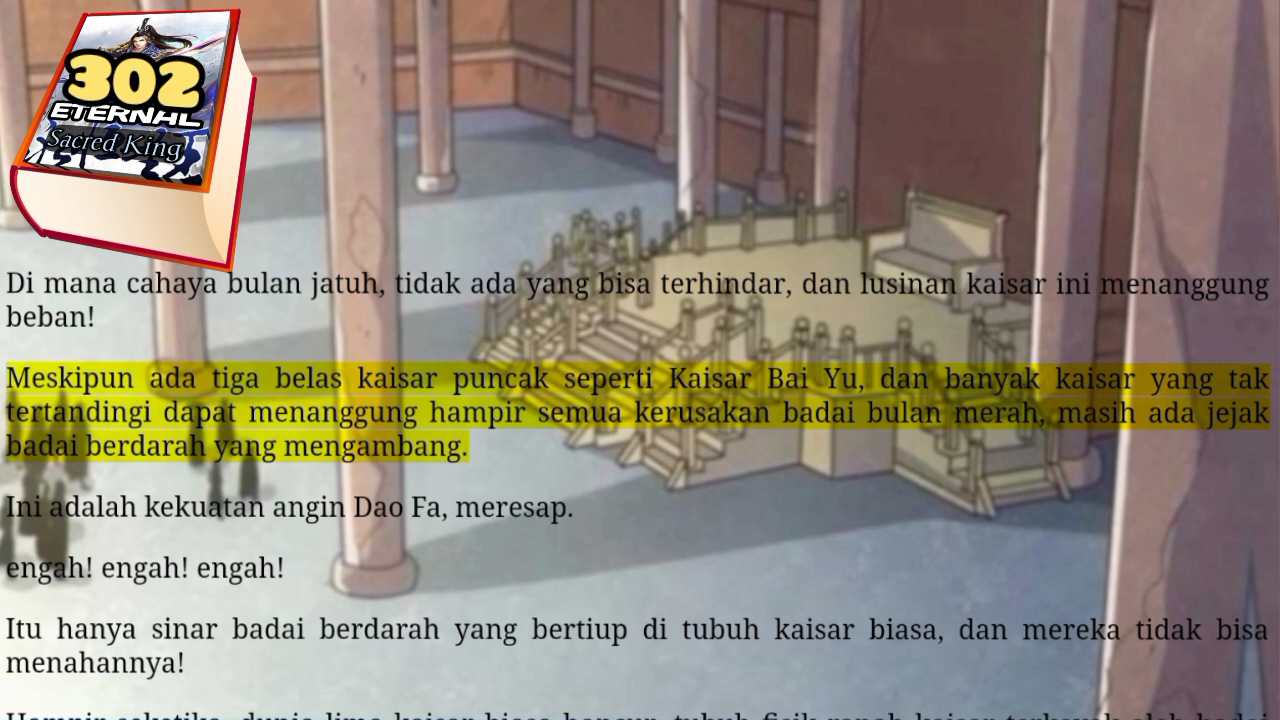 302
ETERNAL
Sacred King
Di mana cahaya bulan jatuh, tidak ada yang bisa terhindar, dan lusinan kaisar ini menanggung
beban!
Meskipun ada tiga belas kaisar puncak seperti Kaisar Bai Yu, dan banyak kaisar yang tak
tertandingi dapat menanggung hampir semua kerusakan badai bulan merah, masih ada jejak
badai berdarah yang mengambang.
Ini adalah kekuatan angin Dao Fa, meresap.
engah! engah! engah!
Itu hanya sinar badai berdarah yang bertiup di tubuh kaisar biasa, dan mereka tidak bisa
menahannya!